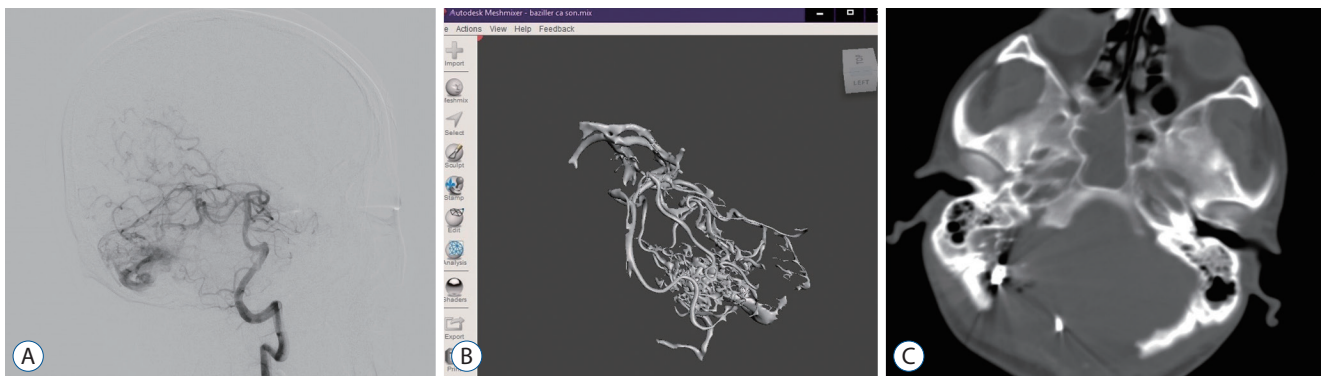 Autodesk Meshmixer - baziller ca son.mix
e Actions View Help Feedback
Import
Meshmix
Select
Sculpt
Stamp
Edit
Analysis
Shaders
Export
LEFT
A
B
C